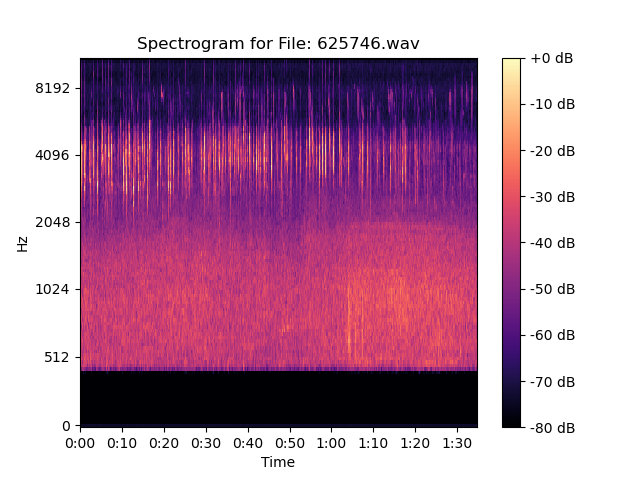 Spectrogram for File: 625746.wav
+0 dB
8192
-10 dB
4096
-20 dB
-30 dB
2048
Hz
-40 dB
1024
-50 dB
-60 dB
512
-70 dB
0
-80 dB
0:00 0:10 0:20 0:30 0:40 0:50 1:00 1:10 1:20 1:30
Time